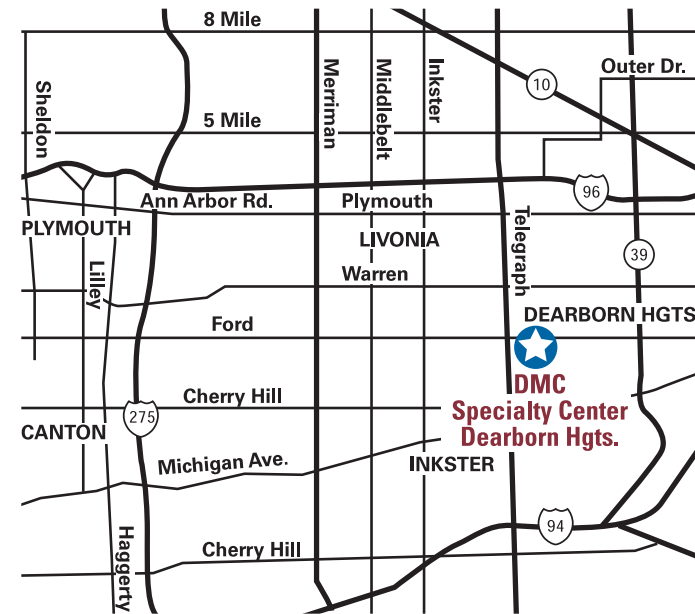 8 Mile
Sheldon
Merriman
Middlebelt
Inkster
10
Outer Dr.
5 Mile
96
Ann Arbor Rd.
Plymouth
PLYMOUTH
LIVONIA
Telegraph
39
Lilley
Warren
DEARBORN HGTS
Ford
DMC
Specialty Center
Dearborn Hgts.
Cherry Hill
275
CANTON
Michigan Ave.
INKSTER
94
Haggerty
Cherry Hill